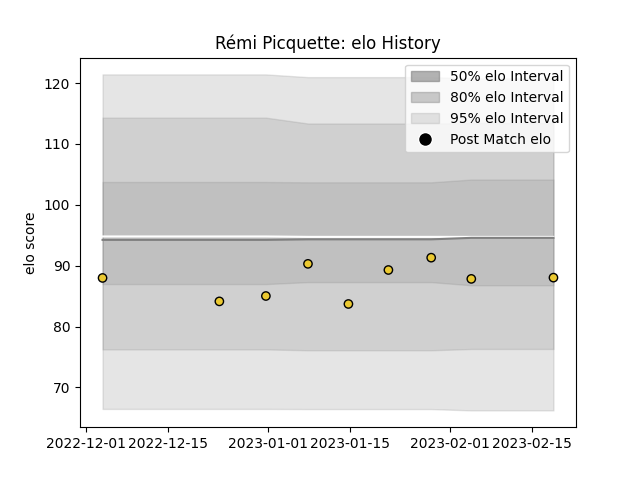 Rémi Picquette: elo History
120
110
100
90
80
70
elo score
50% elo Interval
80% elo Interval
95% elo Interval
Post Match elo
2022-12-01 2022-12-15 2023-01-01 2023-01-15 2023-02-01 2023-02-15